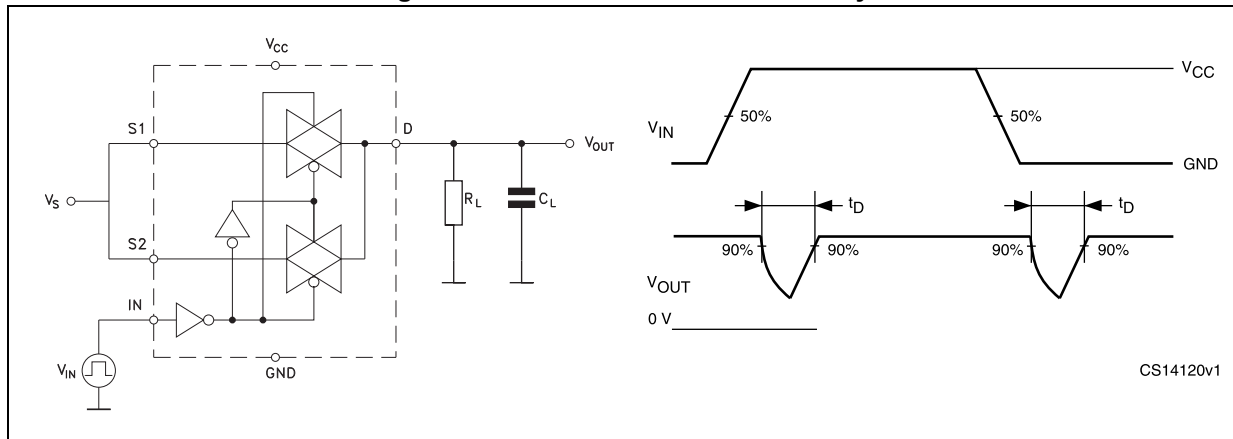 V_CC
S1
D
V_OUT
V_S
R_L
C_L
S2
IN
V_IN
GND
V_CC
50%
50%
V_IN
GND
t_D
t_D
90%
90%
90%
90%
V_OUT
0 V
CS14120v1